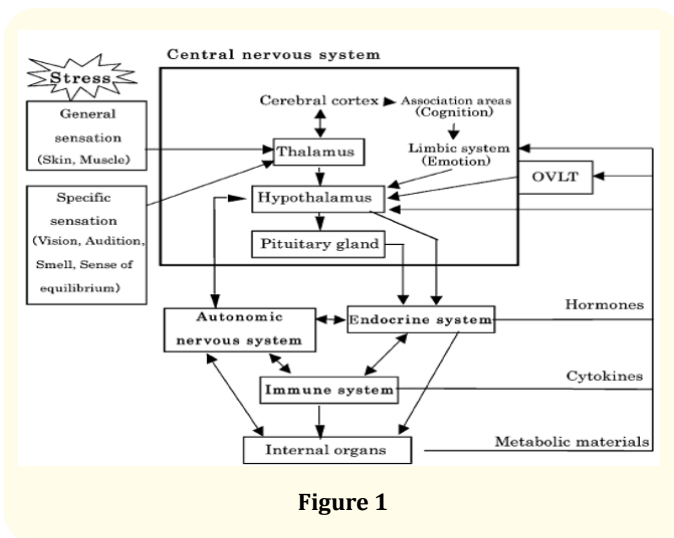 Central nervous system
Stress
General
sensation
(Skin, Muscle)
Specific
sensation
(Vision, Audition,
Smell, Sense of
equilibrium)
Cerebral cortex
Association areas
(Cognition)
Thalamus
Limbic system
(Emotion)
OVLT
Hypothalamus
Pituitary gland
Autonomic
nervous system
Endocrine system
Hormones
Immune system
Cytokines
Internal organs
Metabolic materials
Figure 1